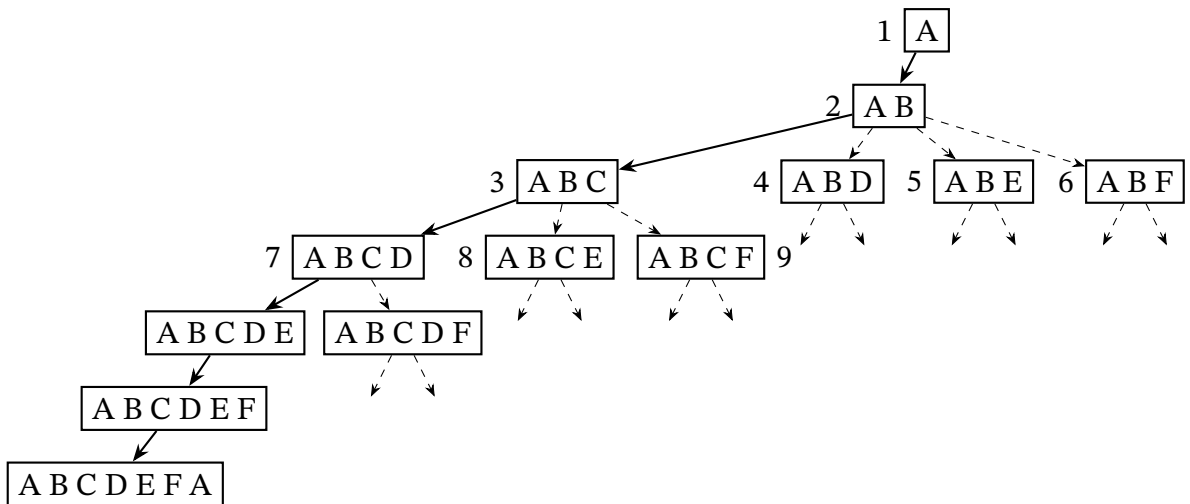 1 A
2 A B
3 A B C 4 A B D 5 A B E 6 A B F
7 A B C D 8 A B C E A B C F 9
A B C D E A B C D F
A B C D E F
A B C D E F A